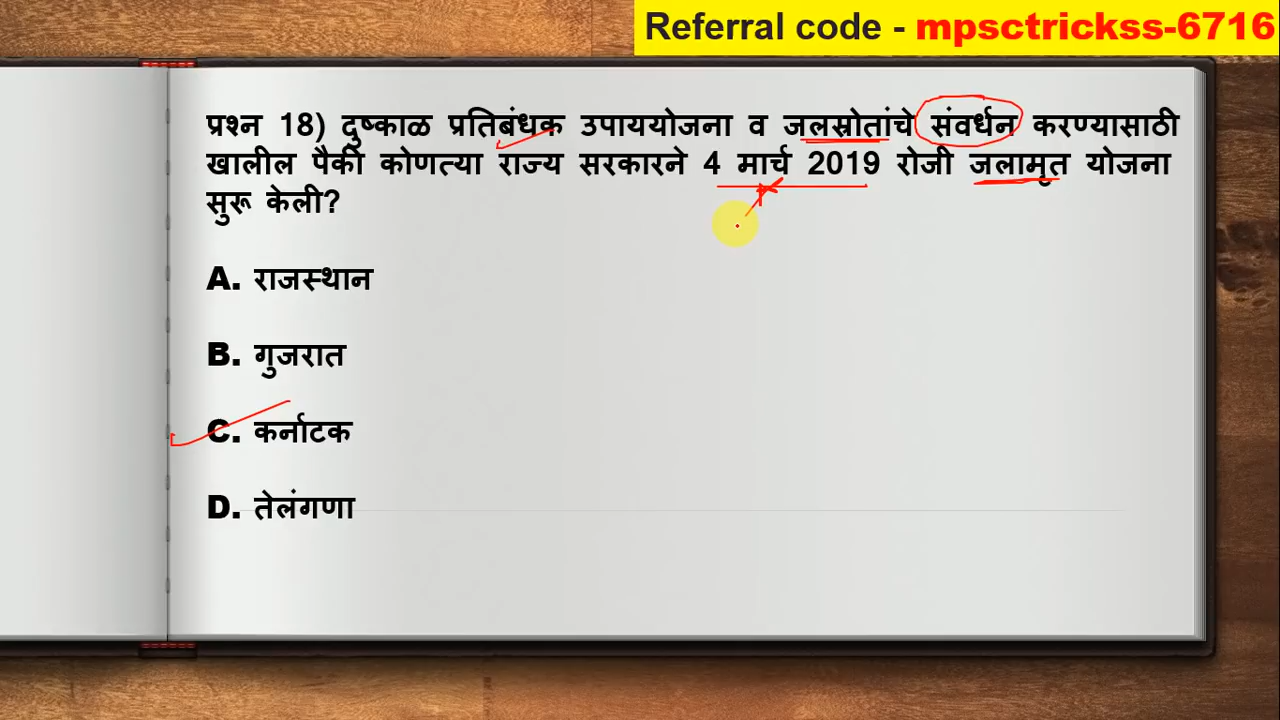 Referral code - mpsctrickss-6716
प्रश्न 18) दुष्काळ प्रतिबंधक उपाययोजना व जलस्रोतांचे संवर्धन करण्यासाठी
खालील पैकी कोणत्या राज्य सरकारने 4 मार्च 2019 रोजी जलामृत योजना
सुरू केली?
A. राजस्थान
B. गुजरात
C. कर्नाटक
D. तेलंगणा